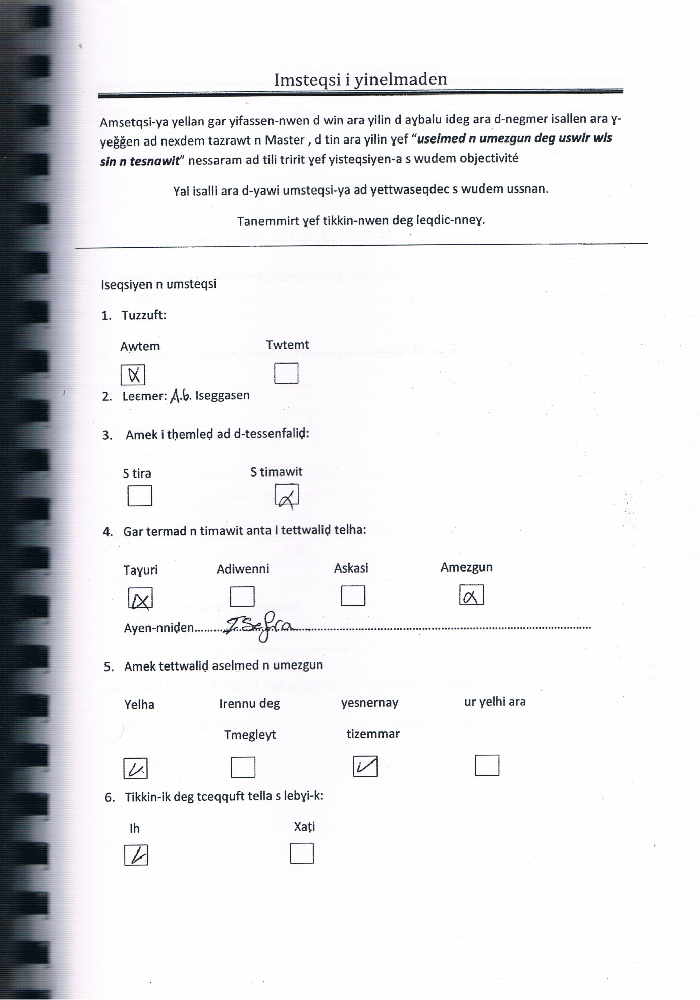 Imsteqsi i yinelmaden
Amsetqsi-ya yellan gar yifassen-nwen d win ara yilin d aɣbalu ideg ara d-negmer isallen ara ɣ-
yeǧǧen ad nexdem tazrawt n Master , d tin ara yilin ɣef “uselmed n umezgun deg uswir wis
sin n tesnawit” nessaram ad tili tririt ɣef yisteqsiyen-a s wudem objectivité
Yal isalli ara d-yawi umsteqsi-ya ad yettwaseqdec s wudem ussnan.
Tanemmirt ɣef tikkin-nwen deg leqdic-nneɣ.
Iseqsiyen n umsteqsi
1. Tuzzuft:
Awtem Twtemt
2. Leɛmer: A.6. Iseggasen
3. Amek i tḥemleḍ ad d-tessenfaliḍ:
S tira S timawit
4. Gar termad n timawit anta I tettwaliḍ telha:
Taɣuri Adiwenni Askasi Amezgun
Ayen-nniḍen......... I Sefra ..........................................................
5. Amek tettwaliḍ aselmed n umezgun
Yelha Irennu deg yesnernay ur yelhi ara
Tmegleyt tizemmar
6. Tikkin-ik deg tceqquft tella s lebɣi-k:
Ih Xaṭi